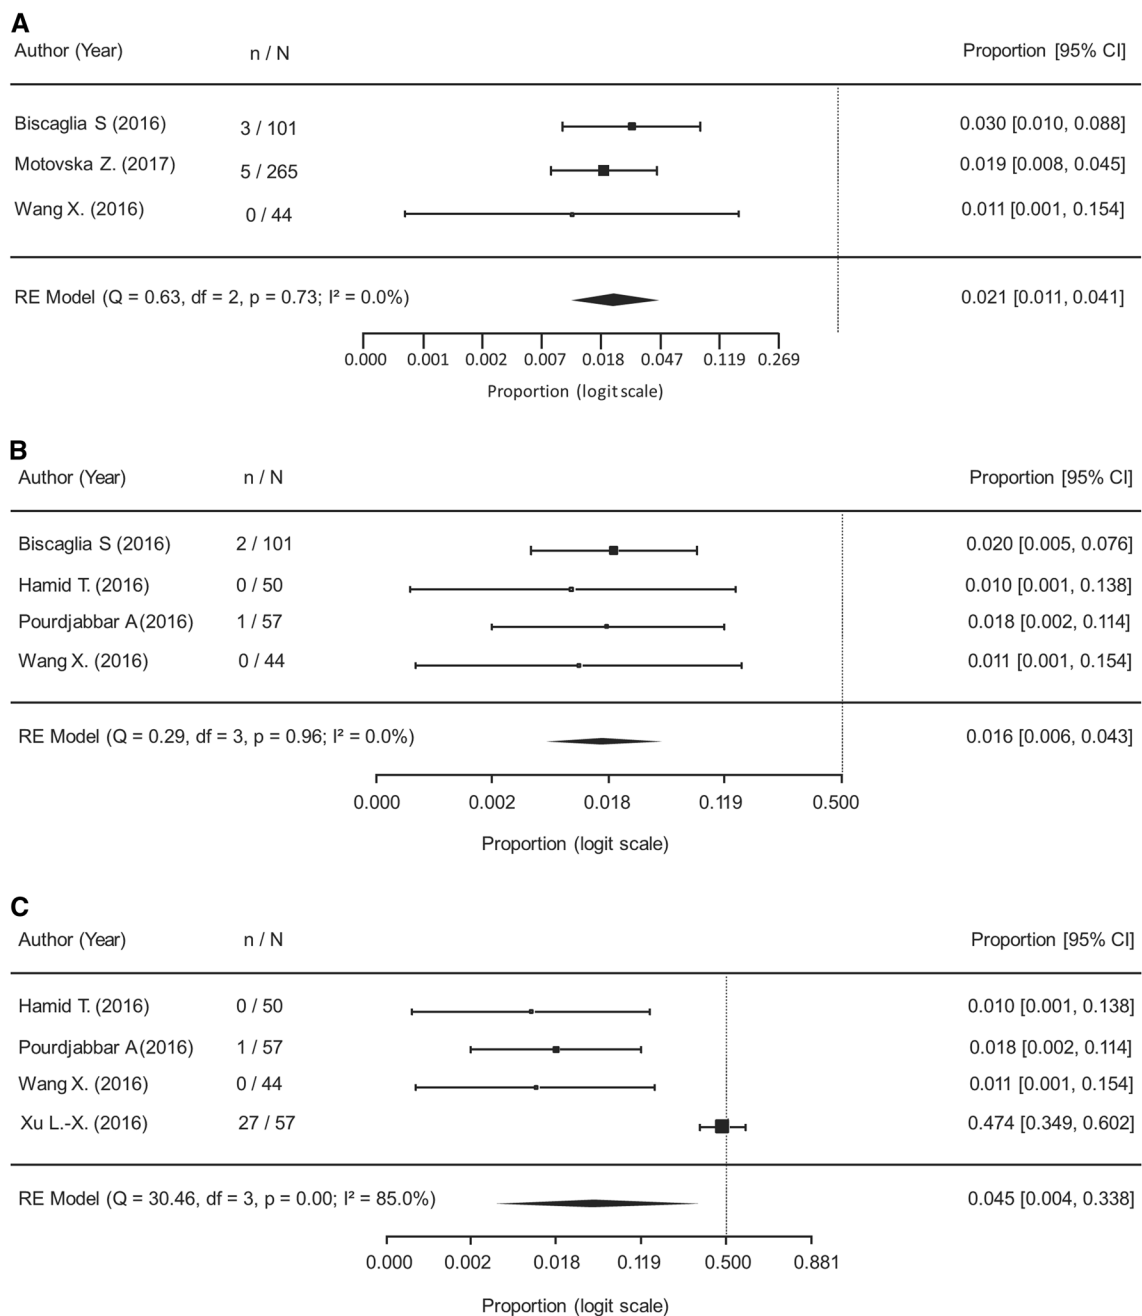 A
Author (Year) n / N Proportion [95% CI]
Biscaglia S (2016) 3 / 101 0.030 [0.010, 0.088]
Motovska Z. (2017) 5 / 265 0.019 [0.008, 0.045]
Wang X. (2016) 0 / 44 0.011 [0.001, 0.154]
RE Model (Q = 0.63, df = 2, p = 0.73; I² = 0.0%) 0.021 [0.011, 0.041]
0.000 0.001 0.002 0.007 0.018 0.047 0.119 0.269
Proportion (logit scale)
B
Author (Year) n / N Proportion [95% CI]
Biscaglia S (2016) 2 / 101 0.020 [0.005, 0.076]
Hamid T. (2016) 0 / 50 0.010 [0.001, 0.138]
Pourdjabbar A(2016) 1 / 57 0.018 [0.002, 0.114]
Wang X. (2016) 0 / 44 0.011 [0.001, 0.154]
RE Model (Q = 0.29, df = 3, p = 0.96; I² = 0.0%) 0.016 [0.006, 0.043]
0.000 0.002 0.018 0.119 0.500
Proportion (logit scale)
C
Author (Year) n / N Proportion [95% CI]
Hamid T. (2016) 0 / 50 0.010 [0.001, 0.138]
Pourdjabbar A(2016) 1 / 57 0.018 [0.002, 0.114]
Wang X. (2016) 0 / 44 0.011 [0.001, 0.154]
Xu L.-X. (2016) 27 / 57 0.474 [0.349, 0.602]
RE Model (Q = 30.46, df = 3, p = 0.00; I² = 85.0%) 0.045 [0.004, 0.338]
0.000 0.002 0.018 0.119 0.500 0.881
Proportion (logit scale)